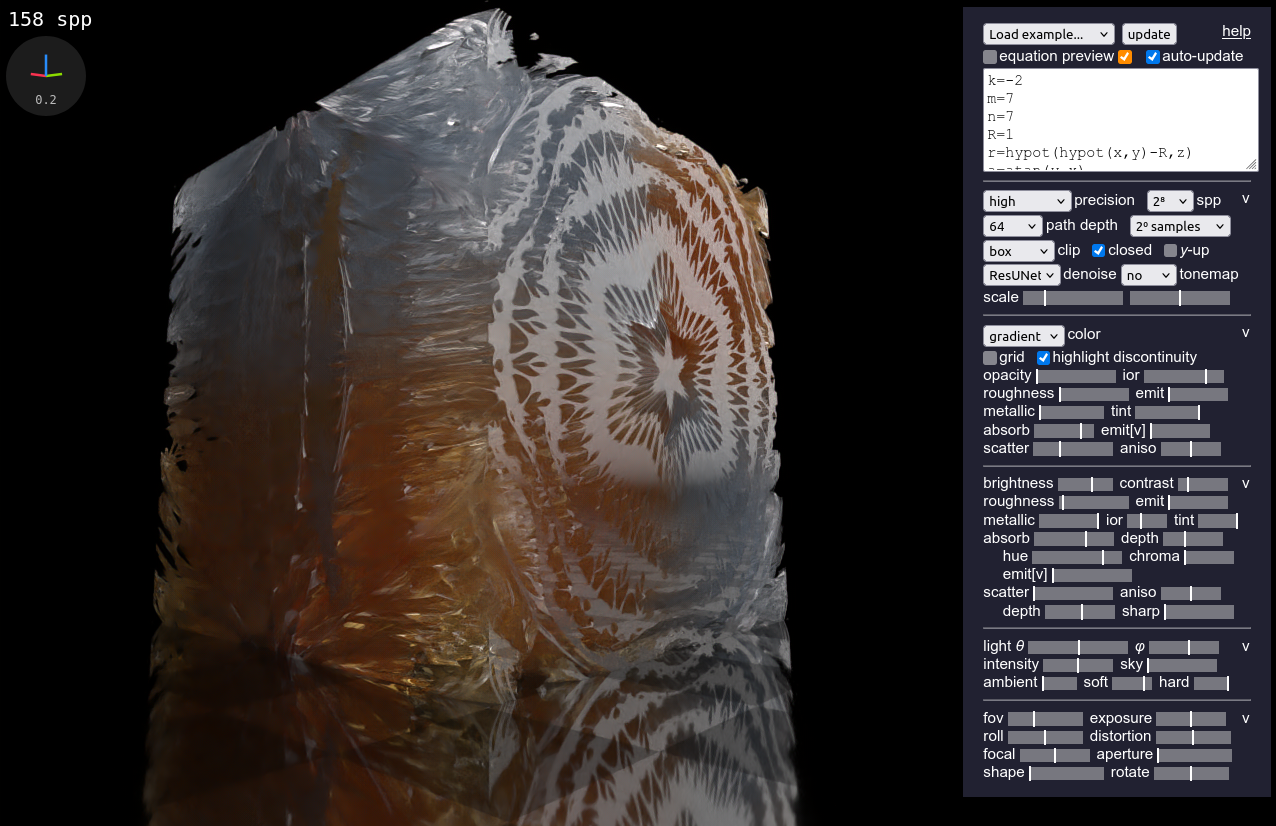 158 spp
0.2
Load example... update help
equation preview auto-update
k=-2
m=7
n=7
R=1
r=hypot(hypot(x,y)-R,z)
high precision 2⁸ spp v
64 path depth 2⁰ samples
box clip closed y-up
ResUNet denoise no tonemap
scale
gradient color v
grid highlight discontinuity
opacity ior
roughness emit
metallic tint
absorb emit[v]
scatter aniso
brightness contrast v
roughness emit
metallic ior tint
absorb depth
hue chroma
emit[v]
scatter aniso
depth sharp
light θ φ v
intensity sky
ambient soft hard
fov exposure v
roll distortion
focal aperture
shape rotate